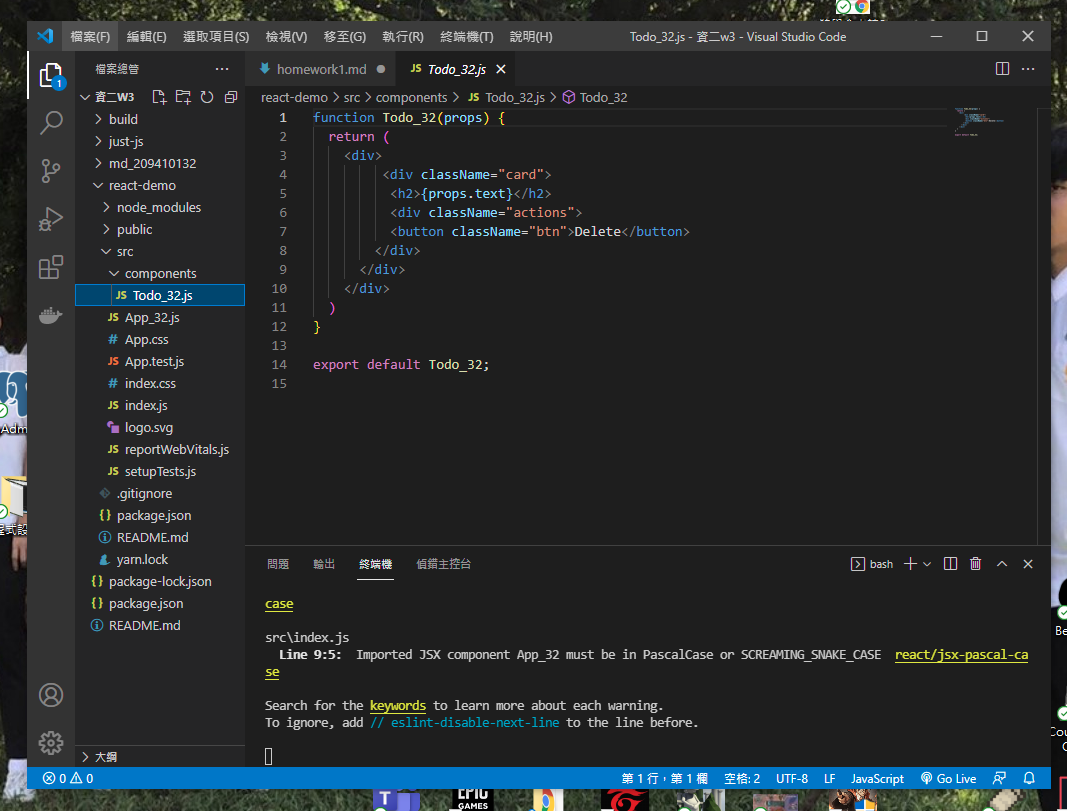 檔案(F) 編輯(E) 選取項目(S) 檢視(V) 移至(G) 執行(R) 終端機(T) 說明(H) Todo_32.js - 資二w3 - Visual Studio Code
檔案總管
1
資二W3
build
just-js
md_209410132
react-demo
node_modules
public
src
components
JS Todo_32.js
JS App_32.js
# App.css
JS App.test.js
# index.css
JS index.js
logo.svg
JS reportWebVitals.js
JS setupTests.js
.gitignore
{} package.json
README.md
yarn.lock
{} package-lock.json
{} package.json
README.md
大綱
homework1.md ● JS Todo_32.js
react-demo > src > components > JS Todo_32.js > Todo_32
1 function Todo_32(props) {
2 return (
3 <div>
4 <div className="card">
5 <h2>{props.text}</h2>
6 <div className="actions">
7 <button className="btn">Delete</button>
8 </div>
9 </div>
10 </div>
11 )
12 }
13
14 export default Todo_32;
15
問題 輸出 終端機 偵錯主控台 bash
case
src\index.js
Line 9:5: Imported JSX component App_32 must be in PascalCase or SCREAMING_SNAKE_CASE react/jsx-pascal-ca
se
Search for the keywords to learn more about each warning.
To ignore, add // eslint-disable-next-line to the line before.
0 0 第 1 行，第 1 欄 空格: 2 UTF-8 LF JavaScript Go Live
Adm
程式設
Be
EPIC
GAMES